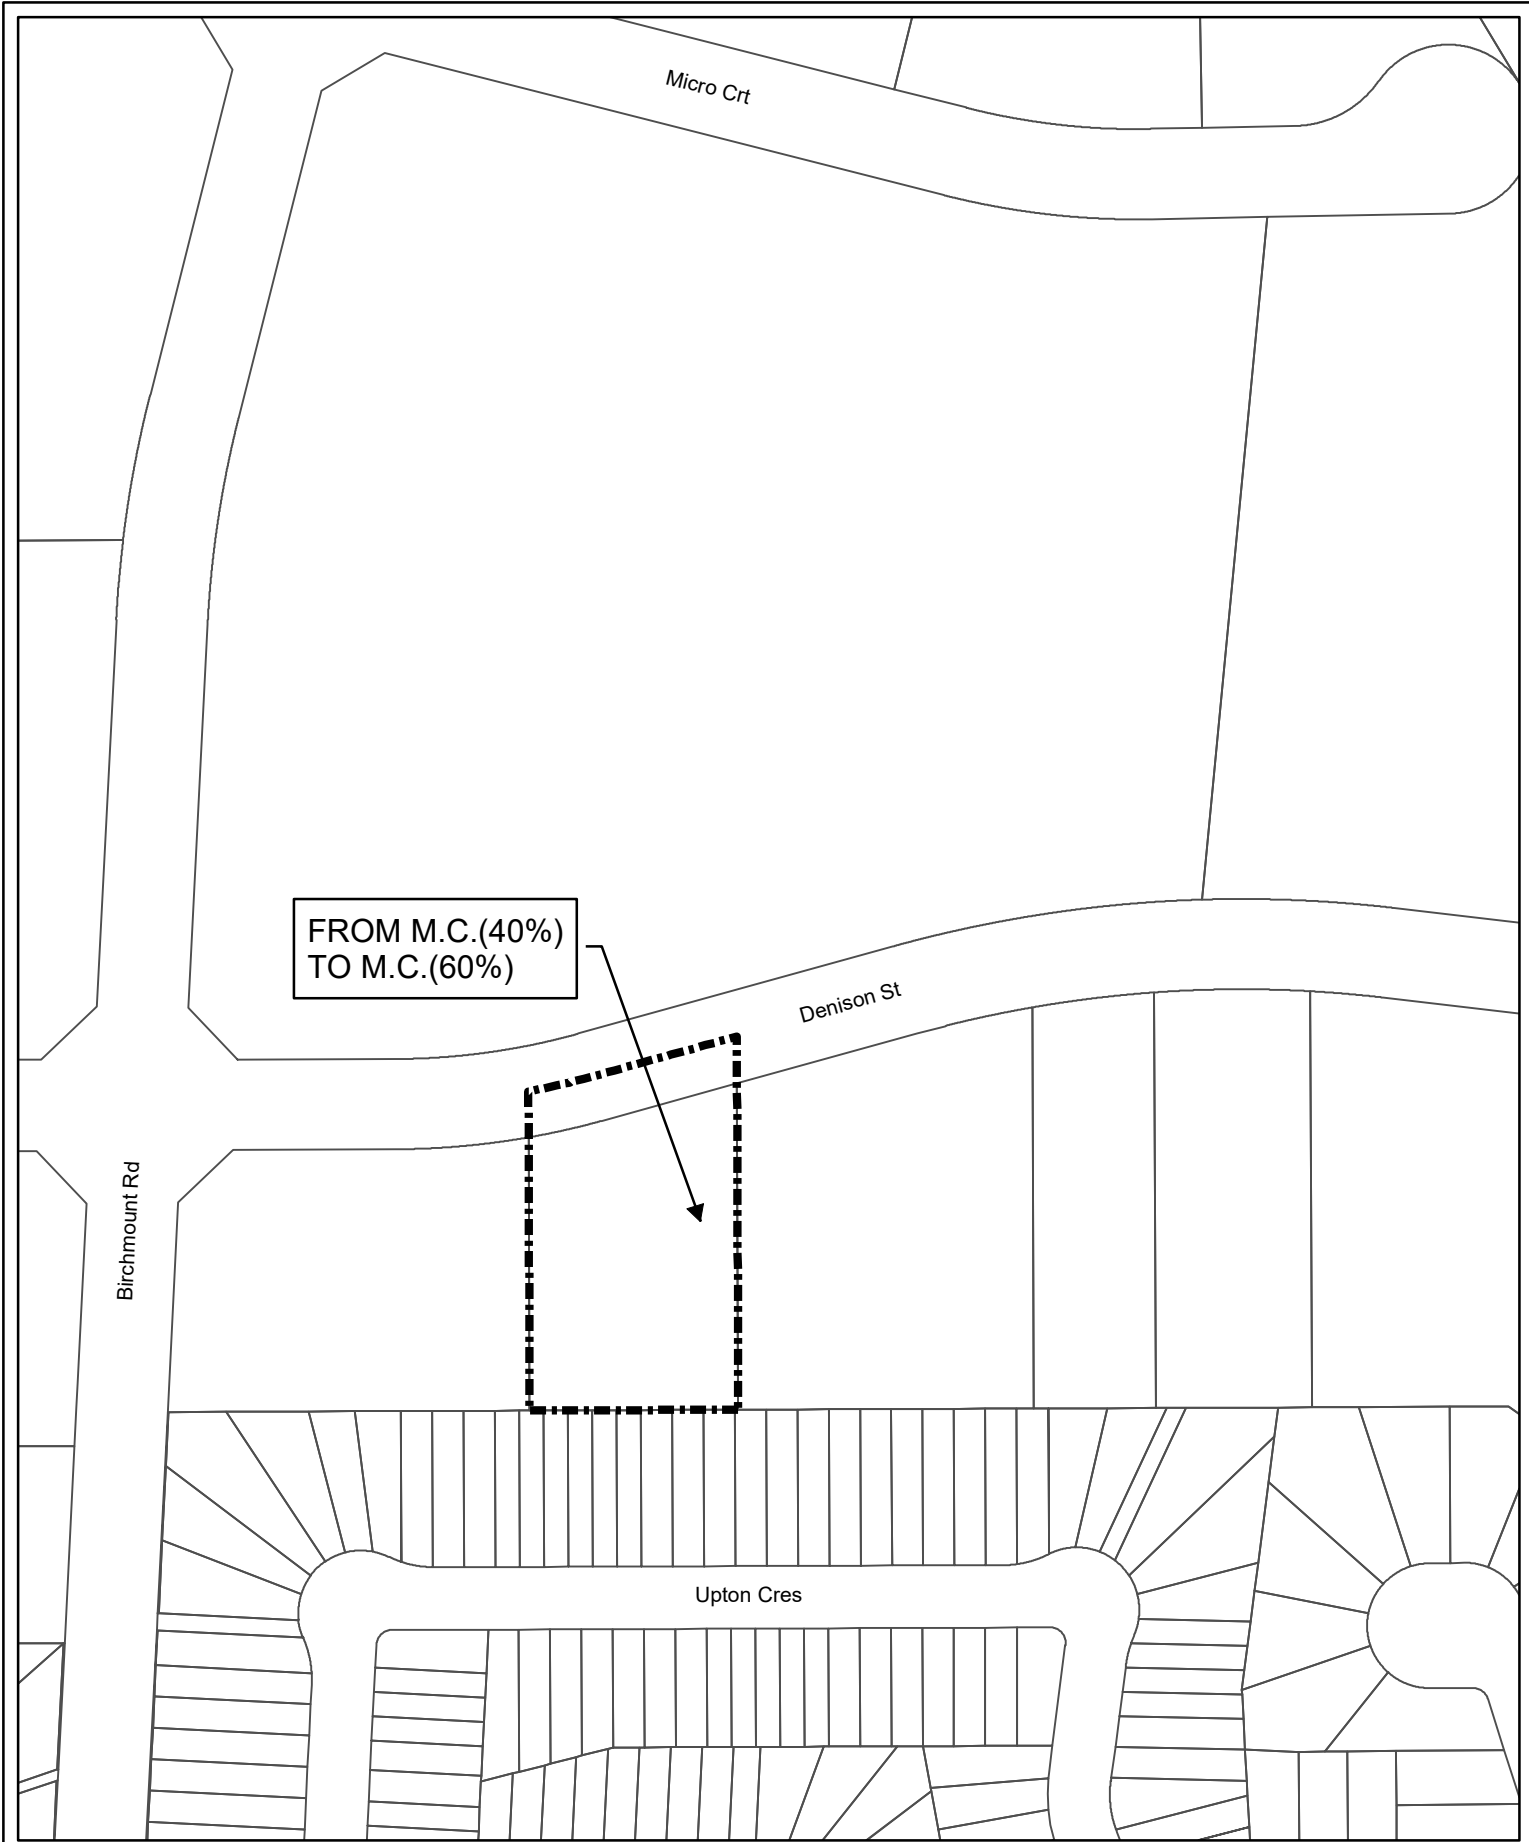 Micro Crt
FROM M.C.(40%)
TO M.C.(60%)
Denison St
Birchmount Rd
Upton Cres